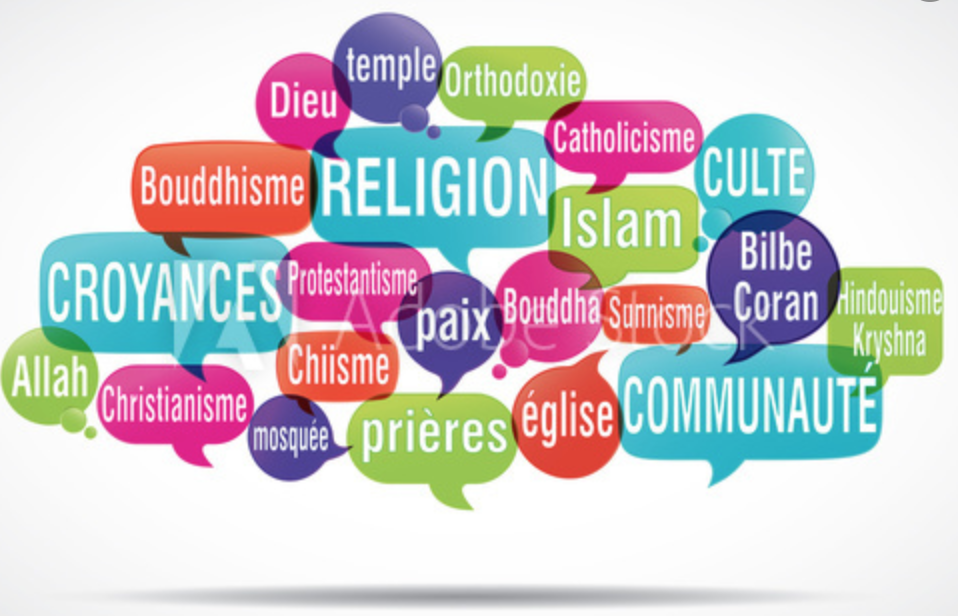 temple
Dieu
Orthodoxie
Catholicisme
Bouddhisme
RELIGION
CULTE
Islam
Bilbe
Coran
CROYANCES
Protestantisme
paix
Bouddha
Sunnisme
Hindouisme
Kryshna
Allah
Christianisme
Chiisme
mosquée
prières
église
COMMUNAUTÉ
Adobe Stock